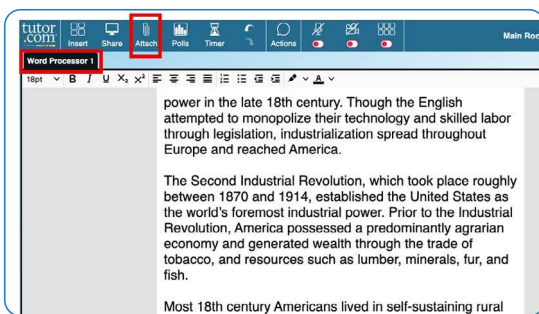 tutor
.com
Insert Share Attach Polls Timer Actions Main Roo
Word Processor 1
18pt B I U X₂ X² A
power in the late 18th century. Though the English
attempted to monopolize their technology and skilled labor
through legislation, industrialization spread throughout
Europe and reached America.
The Second Industrial Revolution, which took place roughly
between 1870 and 1914, established the United States as
the world's foremost industrial power. Prior to the Industrial
Revolution, America possessed a predominantly agrarian
economy and generated wealth through the trade of
tobacco, and resources such as lumber, minerals, fur, and
fish.
Most 18th century Americans lived in self-sustaining rural